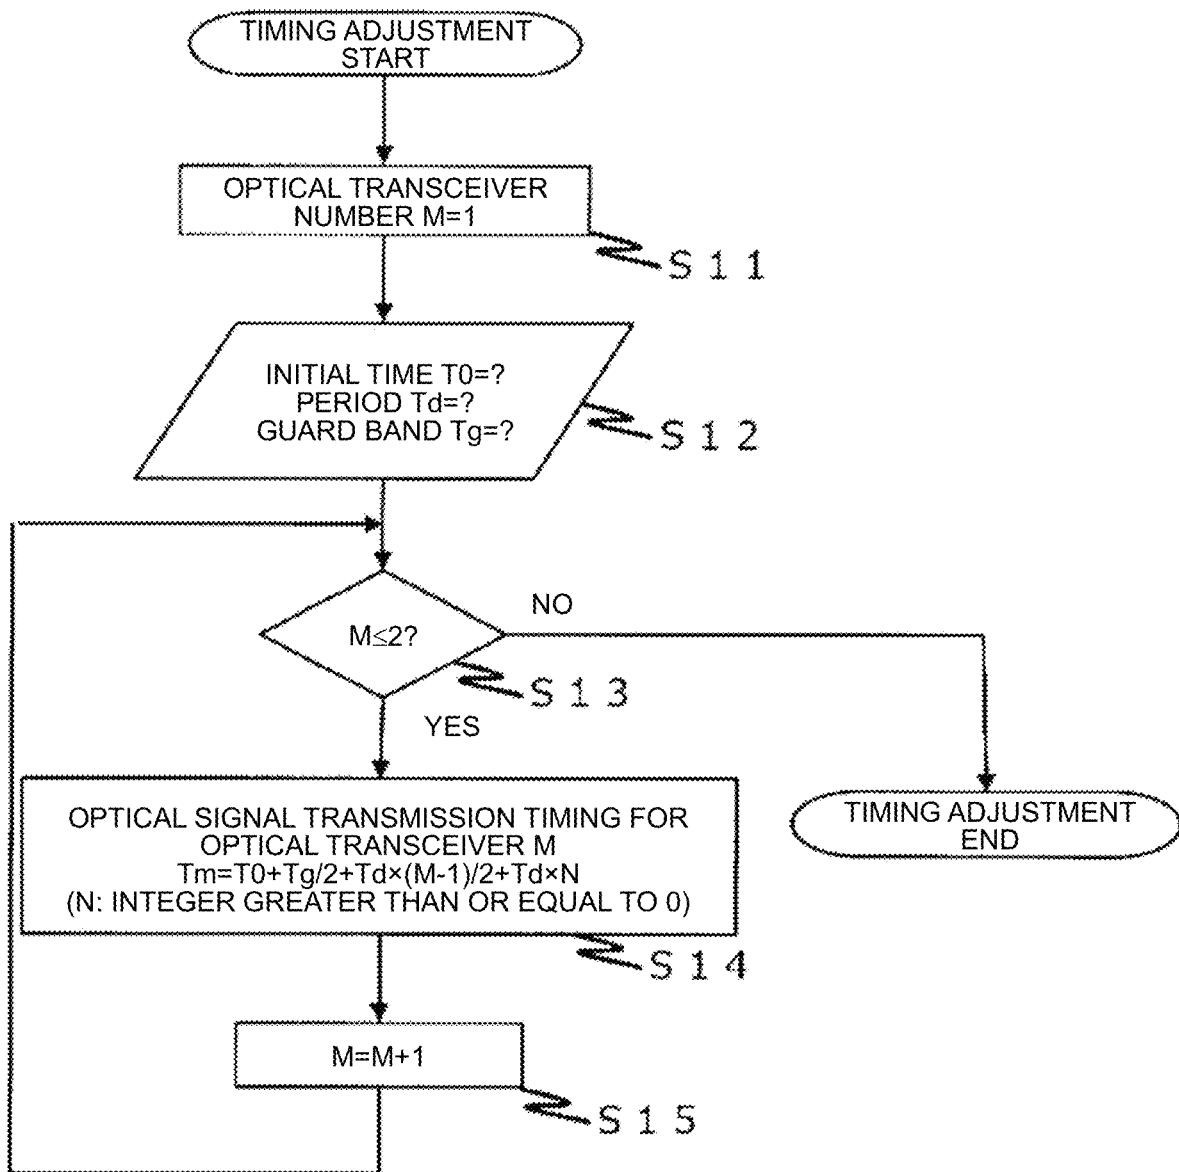 TIMING ADJUSTMENT
START
OPTICAL TRANSCEIVER
NUMBER M=1
S11
INITIAL TIME T0=?
PERIOD Td=?
GUARD BAND Tg=?
S12
M≤2?
NO
S13
YES
OPTICAL SIGNAL TRANSMISSION TIMING FOR
OPTICAL TRANSCEIVER M
Tm=T0+Tg/2+Td×(M-1)/2+Td×N
(N: INTEGER GREATER THAN OR EQUAL TO 0)
S14
TIMING ADJUSTMENT
END
M=M+1
S15